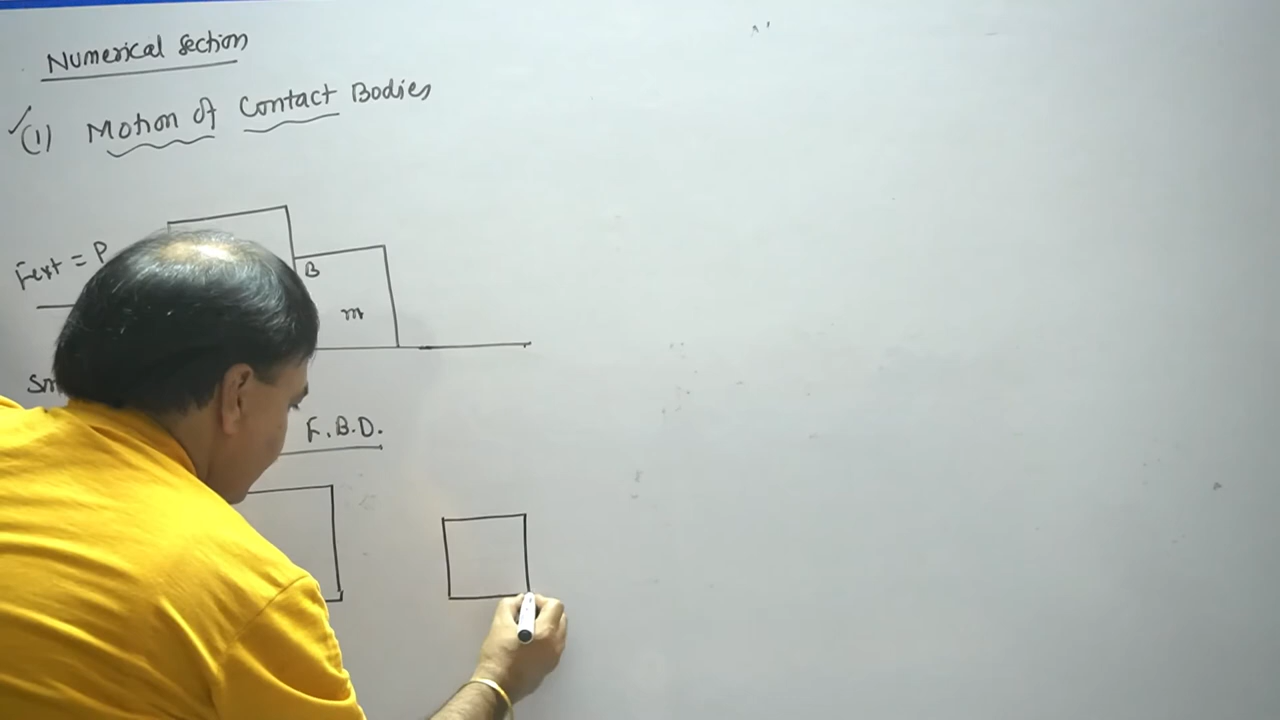 Numerical Section
(1) Motion of Contact Bodies
Fext = P
B
m
F.B.D.